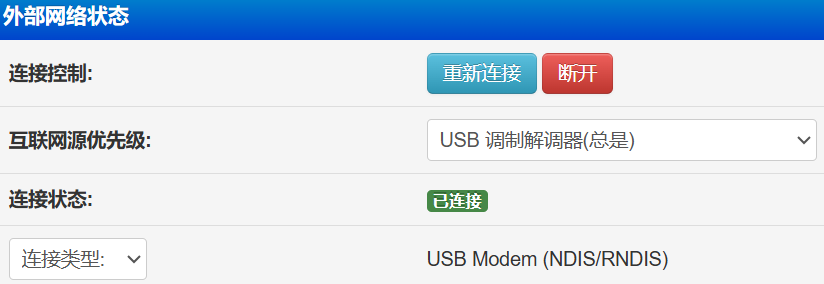 外部网络状态
连接控制: 重新连接 断开
互联网源优先级: USB 调制解调器(总是)
连接状态: 已连接
连接类型: USB Modem (NDIS/RNDIS)